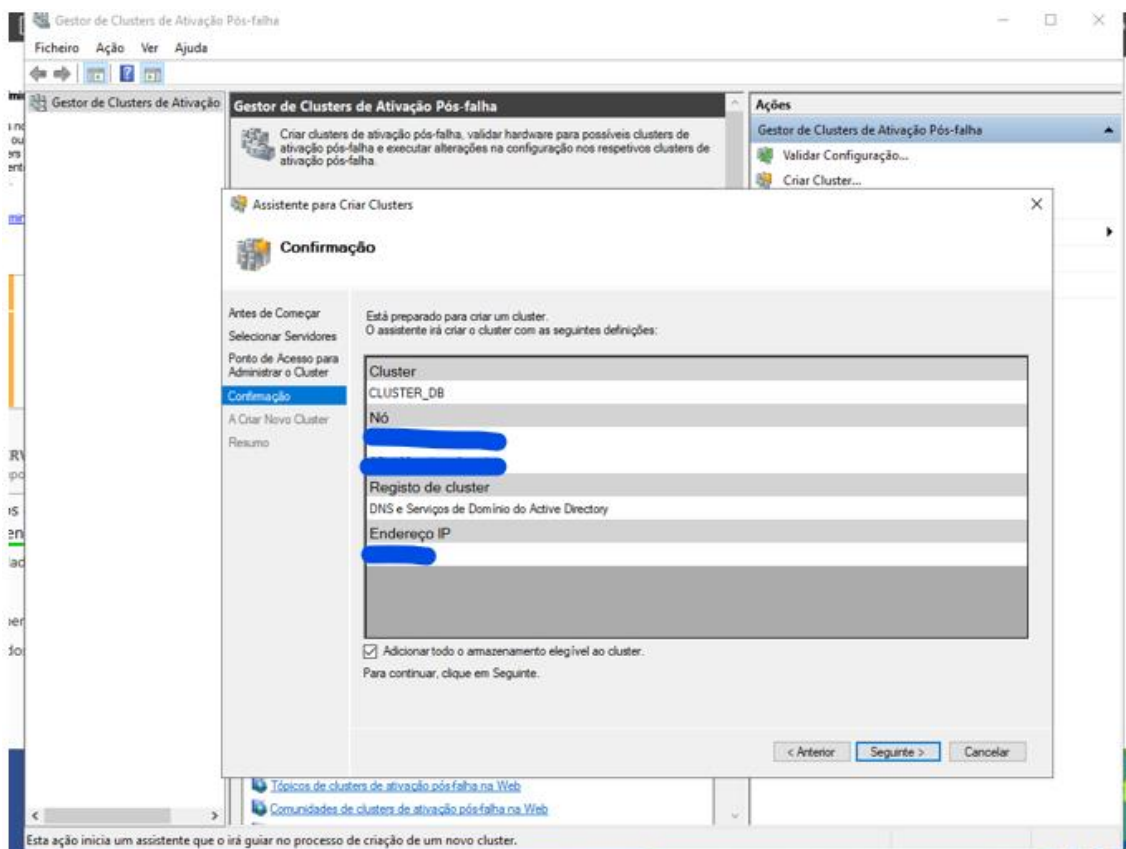 Gestor de Clusters de Ativação Pós-falha
Ficheiro Ação Ver Ajuda
Gestor de Clusters de Ativação
Gestor de Clusters de Ativação Pós-falha
Criar clusters de ativação pós-falha, validar hardware para possíveis clusters de
ativação pós-falha e executar alterações na configuração nos respetivos clusters de
ativação pós-falha.
Ações
Gestor de Clusters de Ativação Pós-falha
Validar Configuração...
Criar Cluster...
Assistente para Criar Clusters
Confirmação
Antes de Começar
Selecionar Servidores
Ponto de Acesso para
Administrar o Cluster
Confirmação
A Criar Novo Cluster
Resumo
Está preparado para criar um cluster.
O assistente irá criar o cluster com as seguintes definições:
Cluster
CLUSTER_DB
Nó
Registo de cluster
DNS e Serviços de Domínio do Active Directory
Endereço IP
Adicionar todo o armazenamento elegível ao cluster.
Para continuar, clique em Seguinte.
< Anterior Seguinte > Cancelar
Tópicos de clusters de ativação pós-falha na Web
Comunidades de clusters de ativação pós-falha na Web
Esta ação inicia um assistente que o irá guiar no processo de criação de um novo cluster.